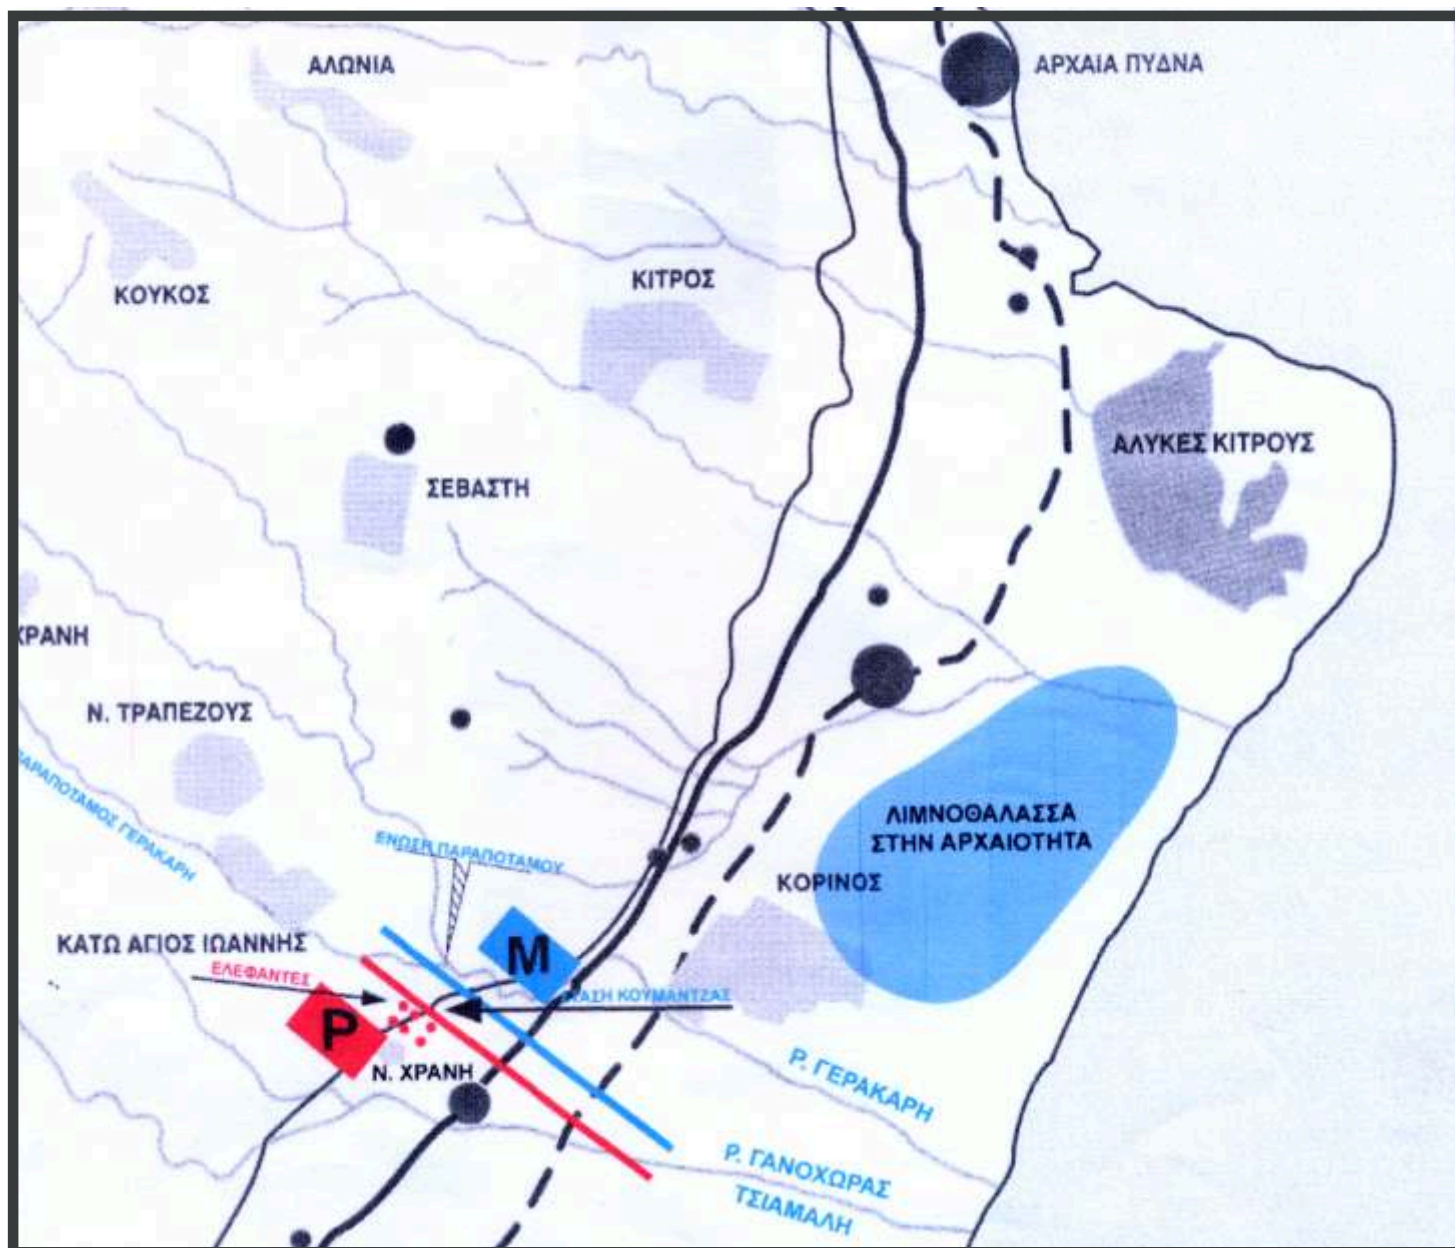 ΑΛΩΝΙΑ
ΑΡΧΑΙΑ ΠΥΔΝΑ
ΚΟΥΚΟΣ
ΚΙΤΡΟΣ
ΑΛΥΚΕΣ ΚΙΤΡΟΥΣ
ΣΕΒΑΣΤΗ
ΧΡΑΝΗ
Ν. ΤΡΑΠΕΖΟΥΣ
ΠΑΡΑΠΟΤΑΜΟΣ ΓΕΡΑΚΑΡΗ
ΛΙΜΝΟΘΑΛΑΣΣΑ
ΣΤΗΝ ΑΡΧΑΙΟΤΗΤΑ
ΕΝΩΣΗ ΠΑΡΑΠΟΤΑΜΟΥ
ΚΟΡΙΝΟΣ
ΚΑΤΩ ΑΓΙΟΣ ΙΩΑΝΝΗΣ
Μ
ΕΛΕΦΑΝΤΕΣ
ΣΤΑΣΗ ΚΟΥΜΑΝΤΖΑΣ
Ρ
Ν. ΧΡΑΝΗ
Ρ. ΓΕΡΑΚΑΡΗ
Ρ. ΓΑΝΟΧΩΡΑΣ
ΤΣΙΑΜΑΛΗ